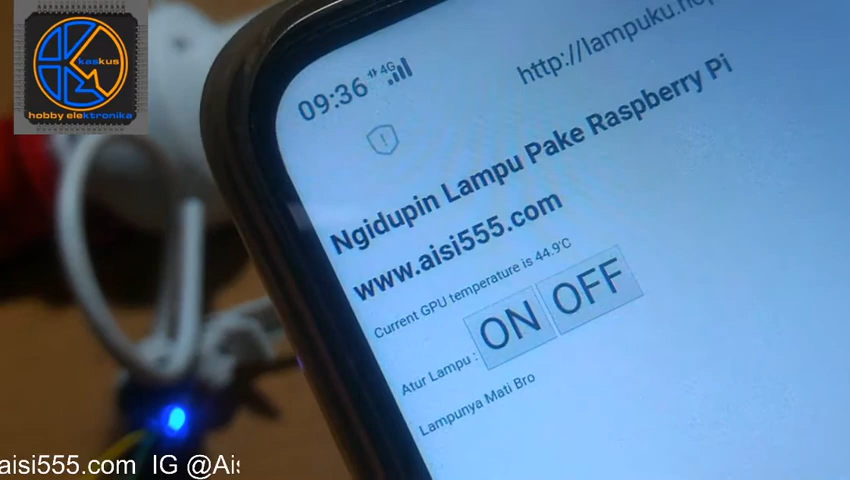 kaskus
hobby elektronika
09:36 4G
http://lampuku.
Ngidupin Lampu Pake Raspberry Pi
www.aisi555.com
Current GPU temperature is 44.9'C
Atur Lampu : ON OFF
Lampunya Mati Bro
aisi555.com IG @Ais